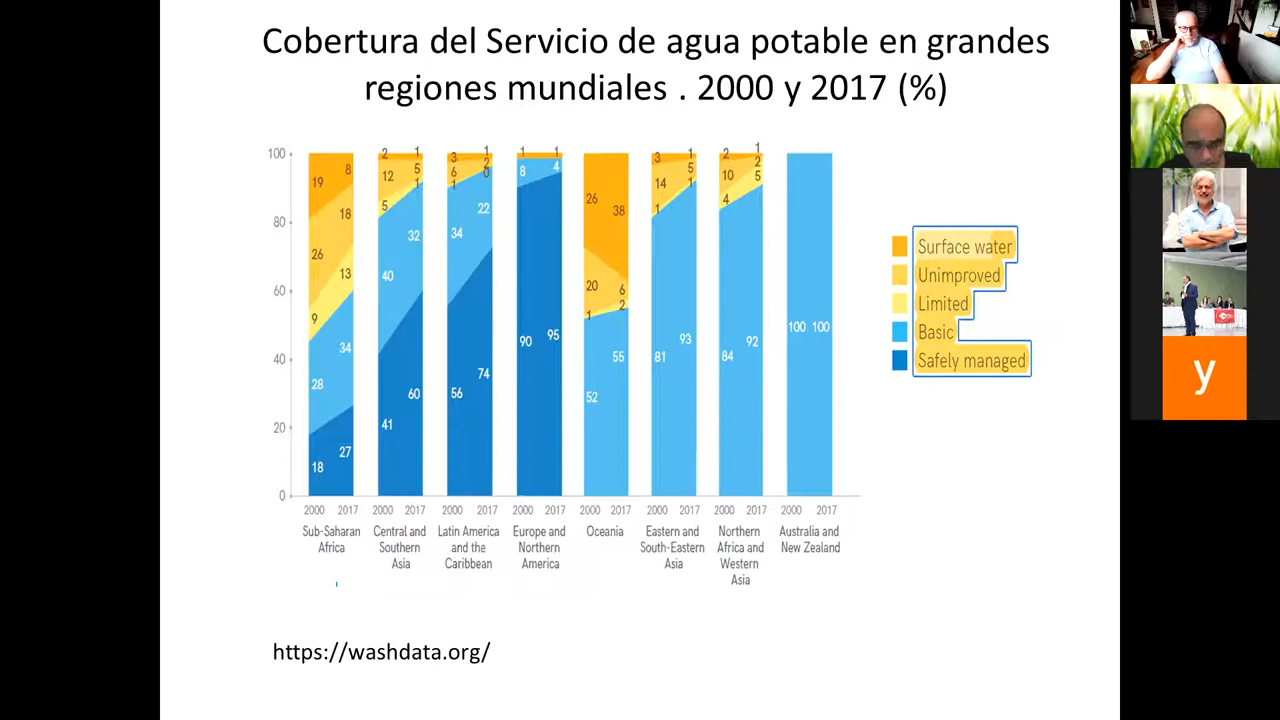 Cobertura del Servicio de agua potable en grandes
regiones mundiales . 2000 y 2017 (%)
100
80
60
40
20
0
19 8
26 18
9 13
28 34
18 27
2 1
12 5
5 1
40 32
41 60
3 1
6 2
1 0
34 22
56 74
1 1
8 4
90 95
26 38
20 6
1 2
52 55
3 1
14 5
1 1
81 93
2 1
10 2
4 5
84 92
100 100
Surface water
Unimproved
Limited
Basic
Safely managed
2000 2017 2000 2017 2000 2017 2000 2017 2000 2017 2000 2017 2000 2017 2000 2017
Sub-Saharan
Africa
Central and
Southern
Asia
Latin America
and the
Caribbean
Europe and
Northern
America
Oceania
Eastern and
South-Eastern
Asia
Northern
Africa and
Western
Asia
Australia and
New Zealand
https://washdata.org/
y